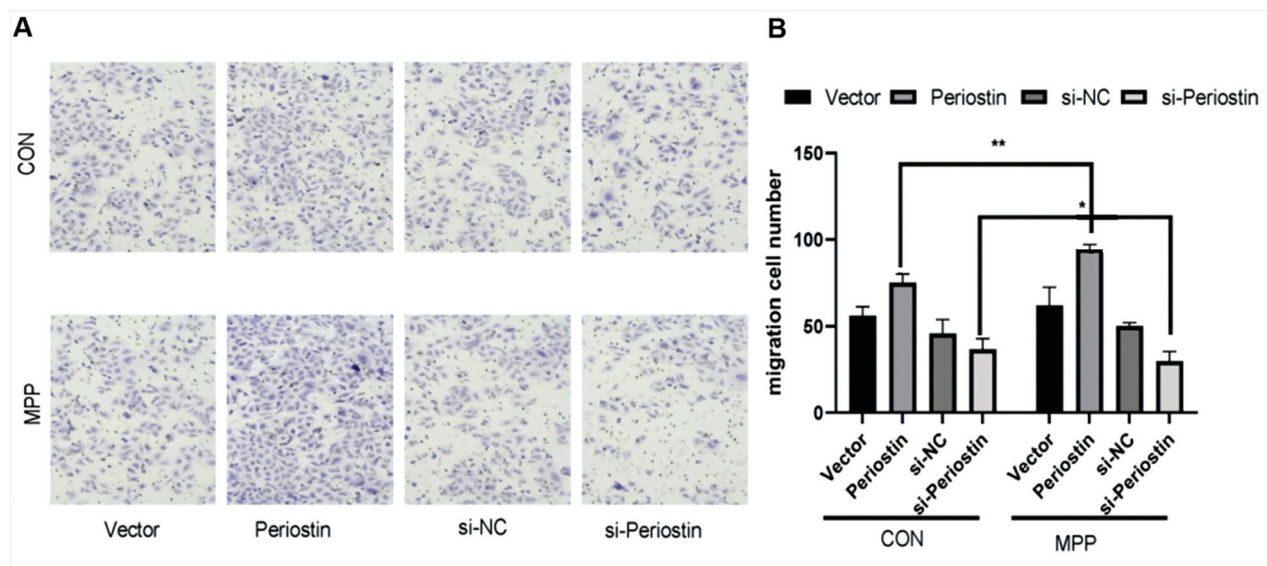 A
CON
MPP
Vector
Periostin
si-NC
si-Periostin
B
Vector
Periostin
si-NC
si-Periostin
**
*
migration cell number
150
100
50
0
Vector
Periostin
si-NC
si-Periostin
Vector
Periostin
si-NC
si-Periostin
CON
MPP